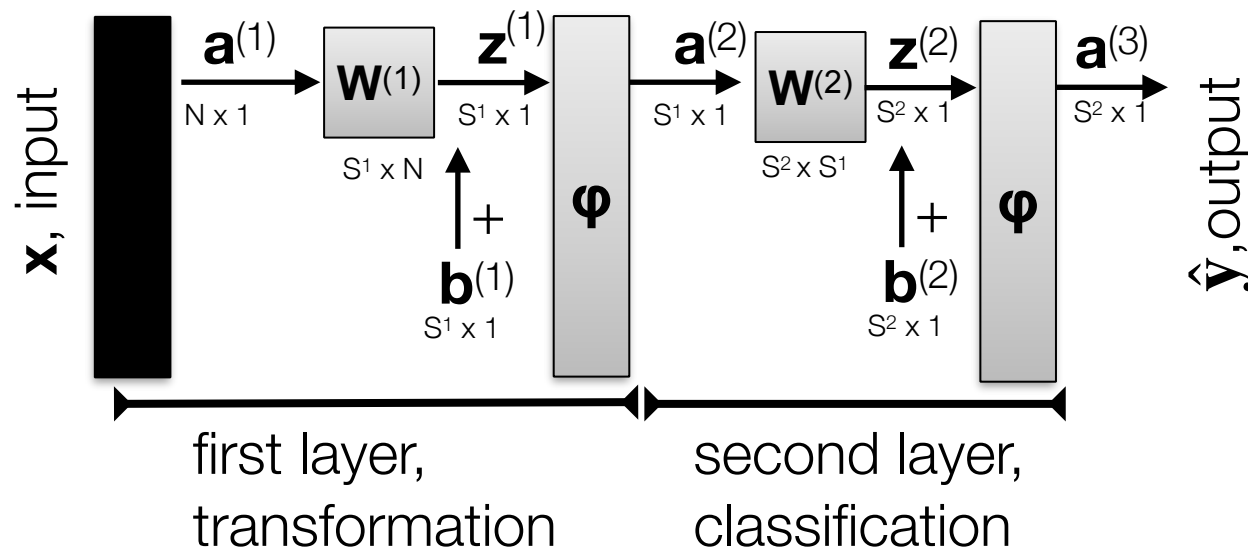 x, input
a(1)
N x 1
W(1)
S¹ x N
z(1)
S¹ x 1
+
b(1)
S¹ x 1
φ
a(2)
S¹ x 1
W(2)
S² x S¹
z(2)
S² x 1
+
b(2)
S² x 1
φ
a(3)
S² x 1
ŷ, output
first layer,
transformation
second layer,
classification